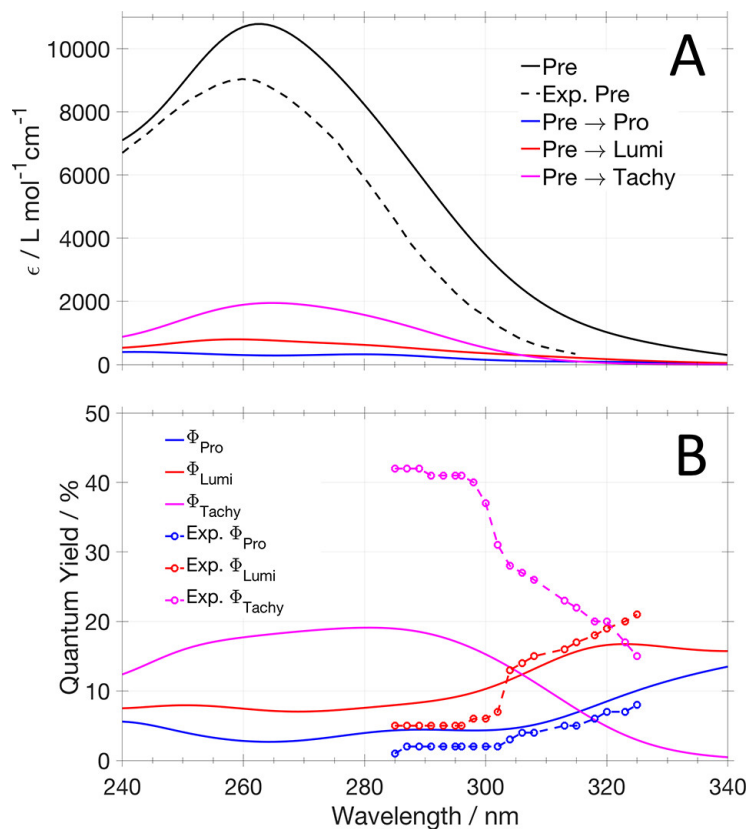 A
10000
8000
6000
4000
2000
0
ϵ / L mol⁻¹cm⁻¹
Pre
Exp. Pre
Pre → Pro
Pre → Lumi
Pre → Tachy
B
50
40
30
20
10
0
Quantum Yield / %
Φ_Pro
Φ_Lumi
Φ_Tachy
Exp. Φ_Pro
Exp. Φ_Lumi
Exp. Φ_Tachy
240 260 280 300 320 340
Wavelength / nm